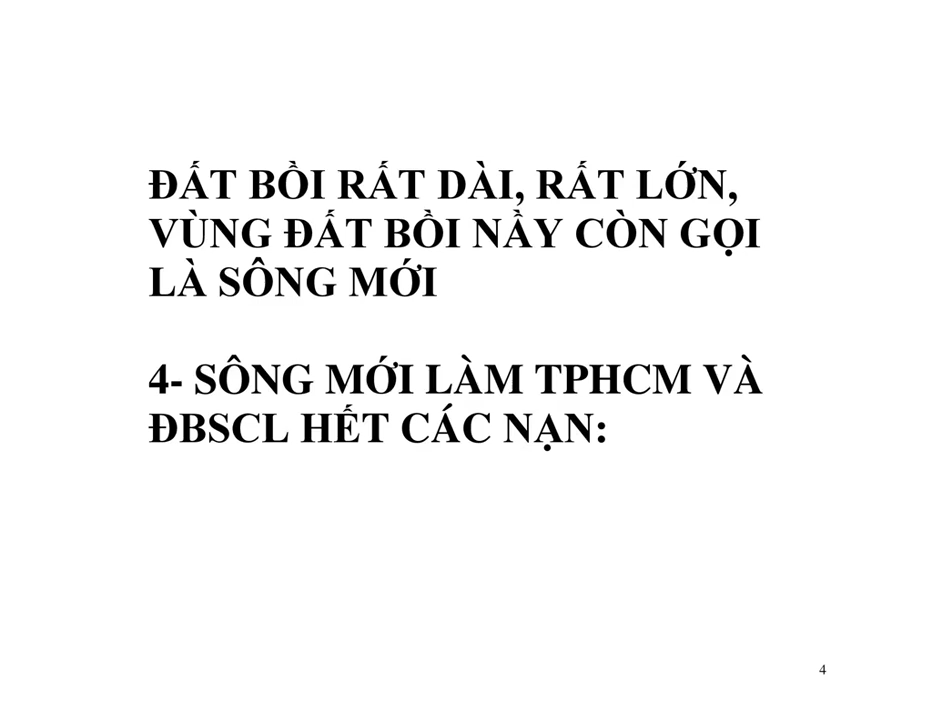 ĐẤT BỒI RẤT DÀI, RẤT LỚN,
VÙNG ĐẤT BỒI NẦY CÒN GỌI
LÀ SÔNG MỚI
4- SÔNG MỚI LÀM TPHCM VÀ
ĐBSCL HẾT CÁC NẠN:
4